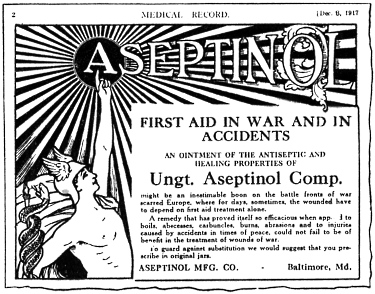 2 MEDICAL RECORD. [Dec. 8, 1917
ASEPTINOL
FIRST AID IN WAR AND IN
ACCIDENTS
AN OINTMENT OF THE ANTISEPTIC AND
HEALING PROPERTIES OF
Ungt. Aseptinol Comp.
might be an inestimable boon on the battle fronts of war
scarred Europe, where for days, sometimes, the wounded have
to depend on first aid treatment alone.
A remedy that has proved itself so efficacious when app d to
boils, abscesses, carbuncles, burns, abrasions and to injuries
caused by accidents in times of peace, could not fail to be of
benefit in the treatment of wounds of war.
To guard against substitution we would suggest that you pre-
scribe in original jars.
ASEPTINOL MFG. CO. - Baltimore, Md.